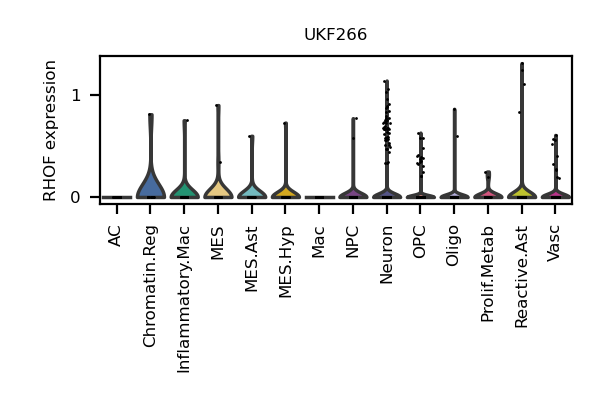 UKF266
RHOF expression
1
0
AC
Chromatin.Reg
Inflammatory.Mac
MES
MES.Ast
MES.Hyp
Mac
NPC
Neuron
OPC
Oligo
Prolif.Metab
Reactive.Ast
Vasc